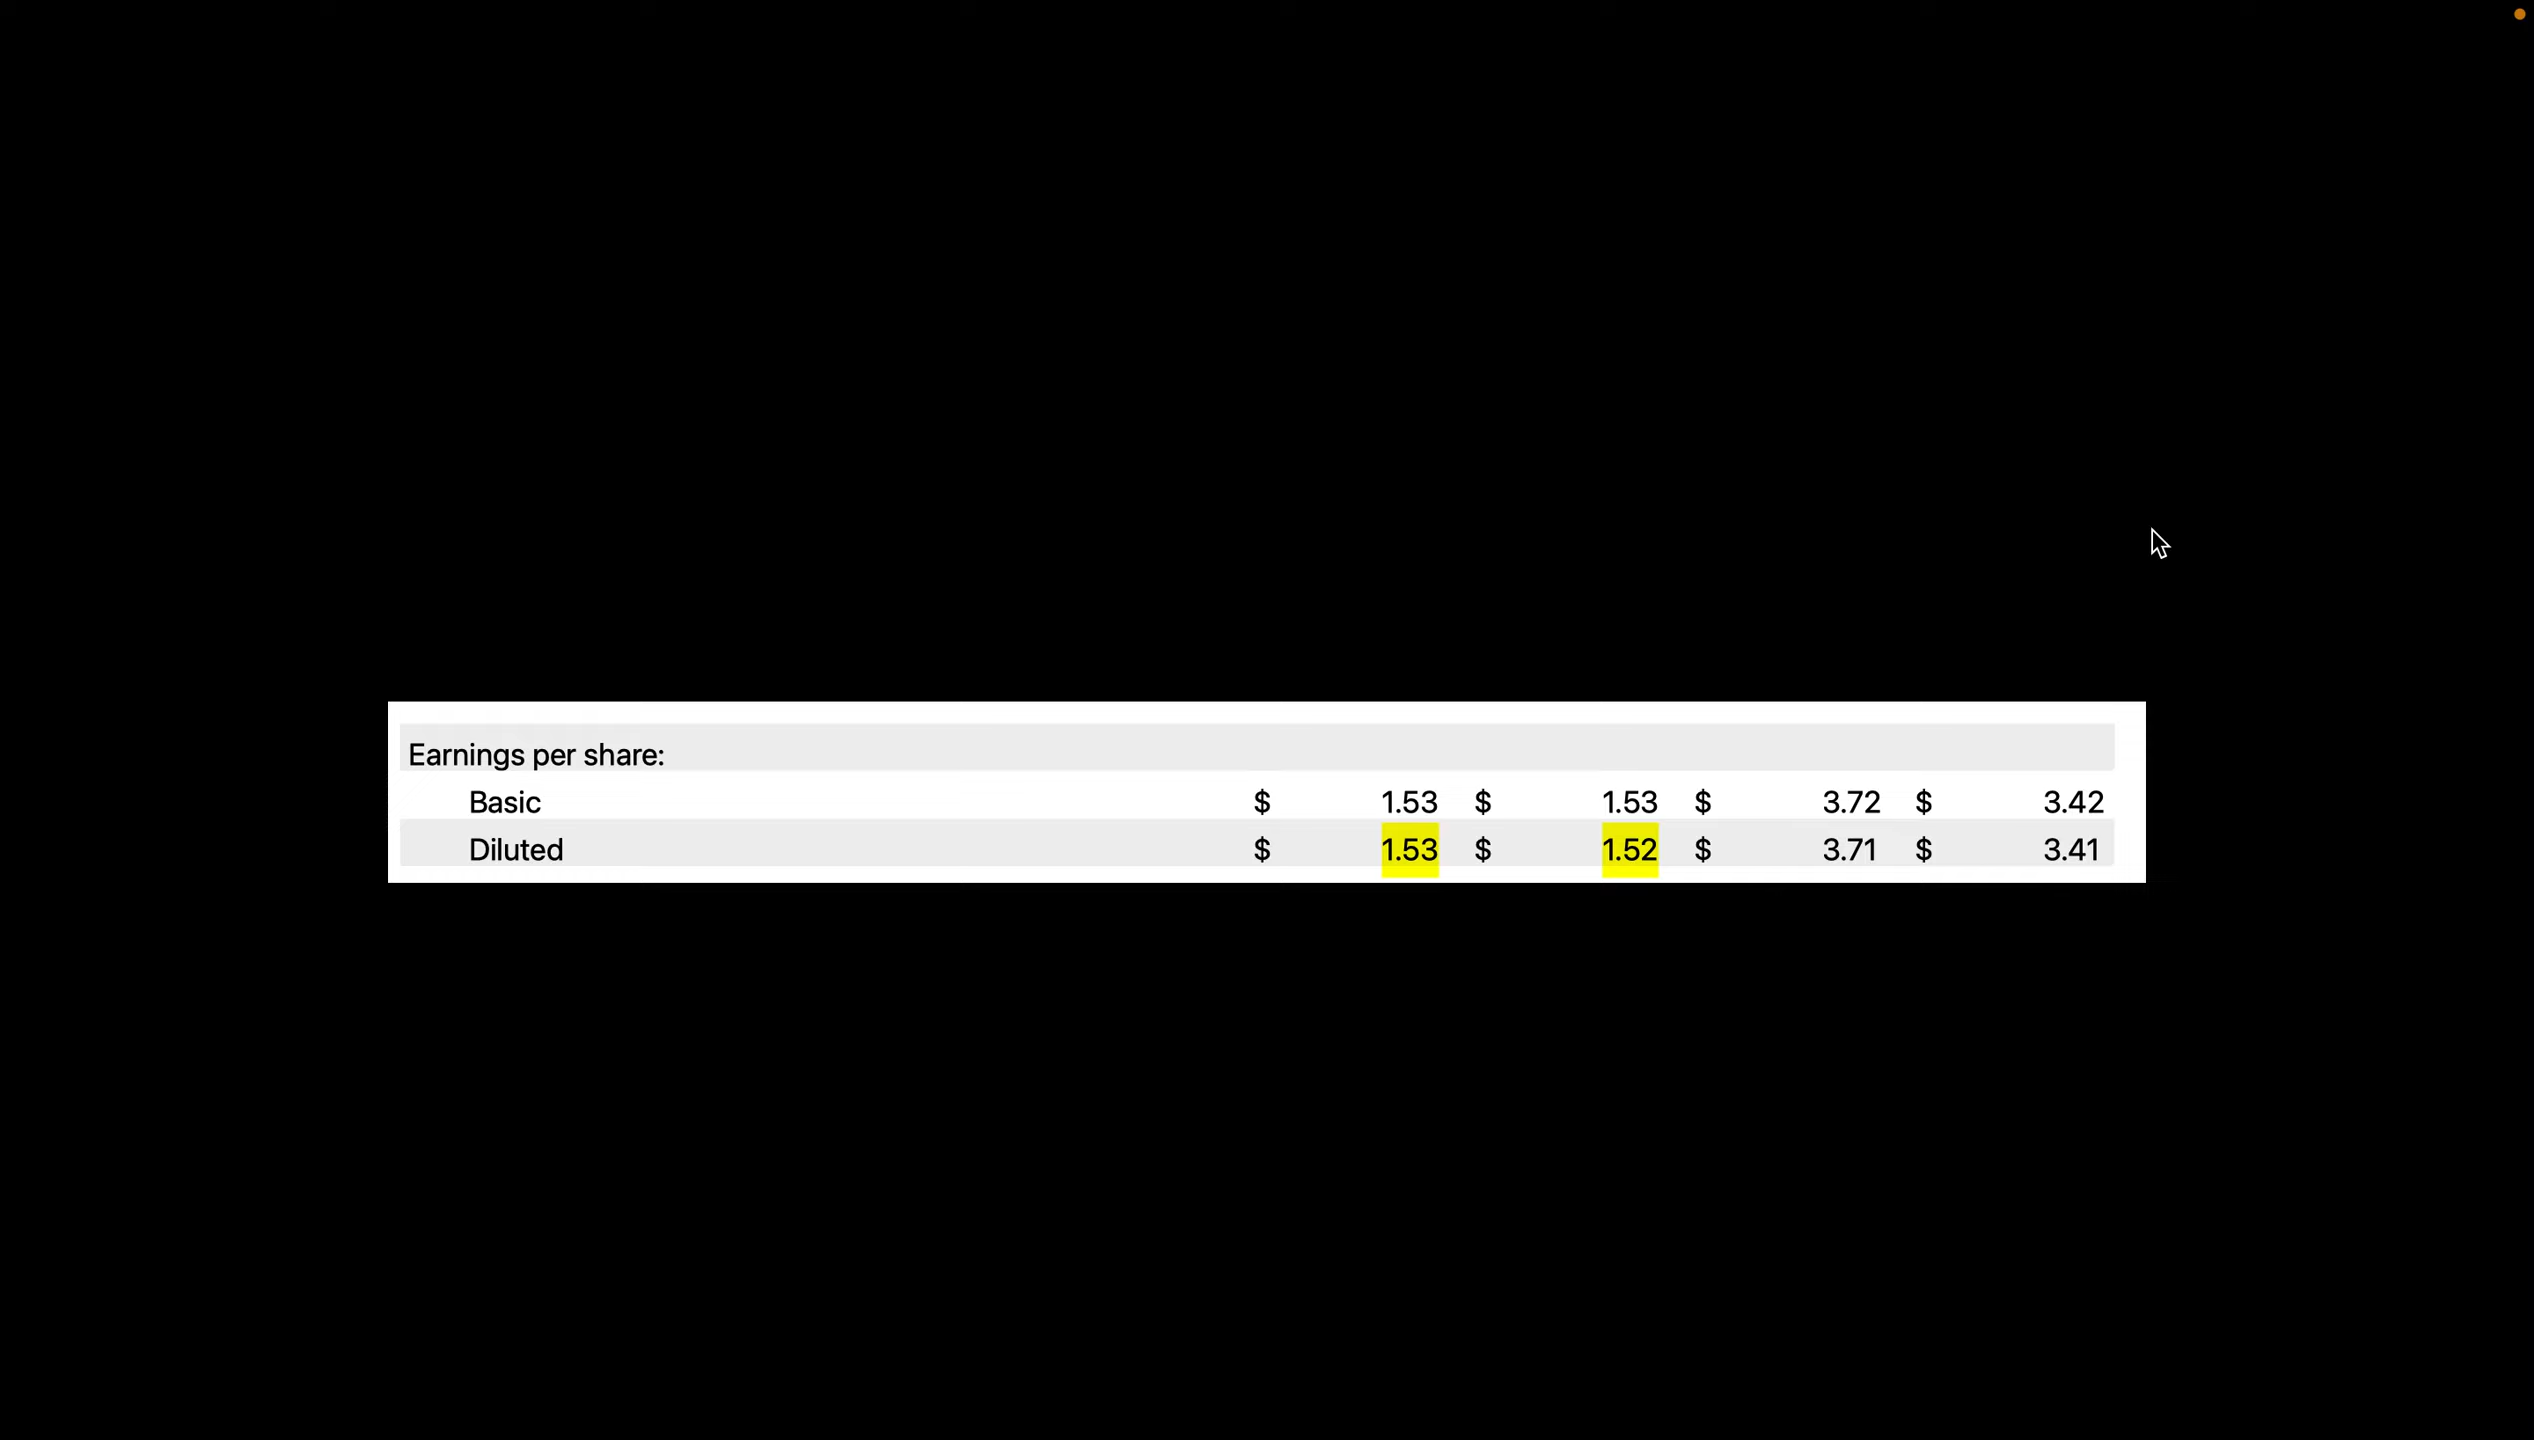 Earnings per share:
Basic $ 1.53 $ 1.53 $ 3.72 $ 3.42
Diluted $ 1.53 $ 1.52 $ 3.71 $ 3.41